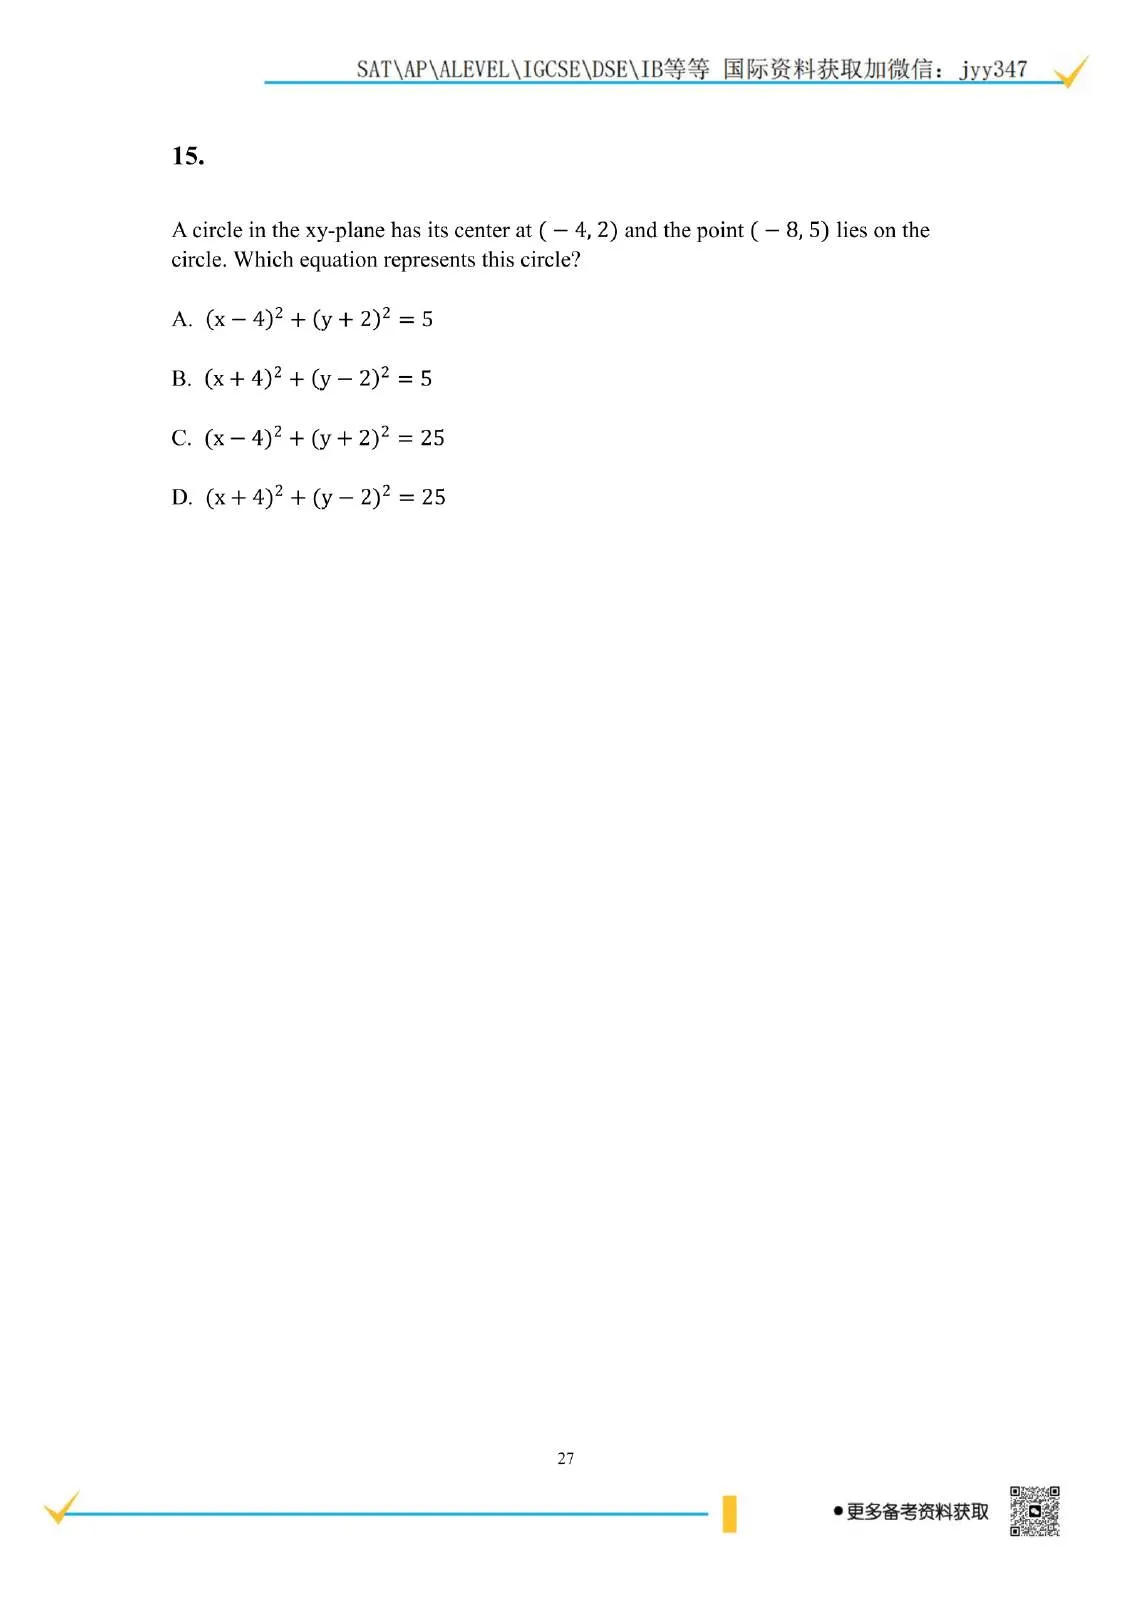 SAT\AP\ALEVEL\IGCSE\DSE\IB等等 国际资料获取加微信：jyy347
15.
A circle in the xy-plane has its center at ( − 4, 2) and the point ( − 8, 5) lies on the
circle. Which equation represents this circle?
A. (x − 4)² + (y + 2)² = 5
B. (x + 4)² + (y − 2)² = 5
C. (x − 4)² + (y + 2)² = 25
D. (x + 4)² + (y − 2)² = 25
27
●更多备考资料获取